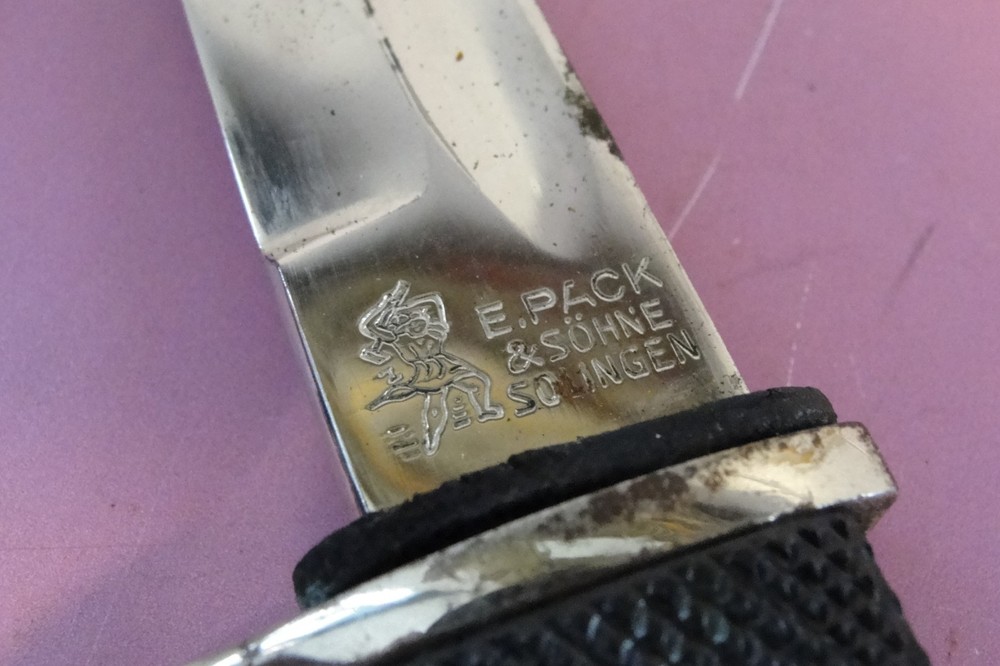 E.PACK
& SÖHNE
SOLINGEN